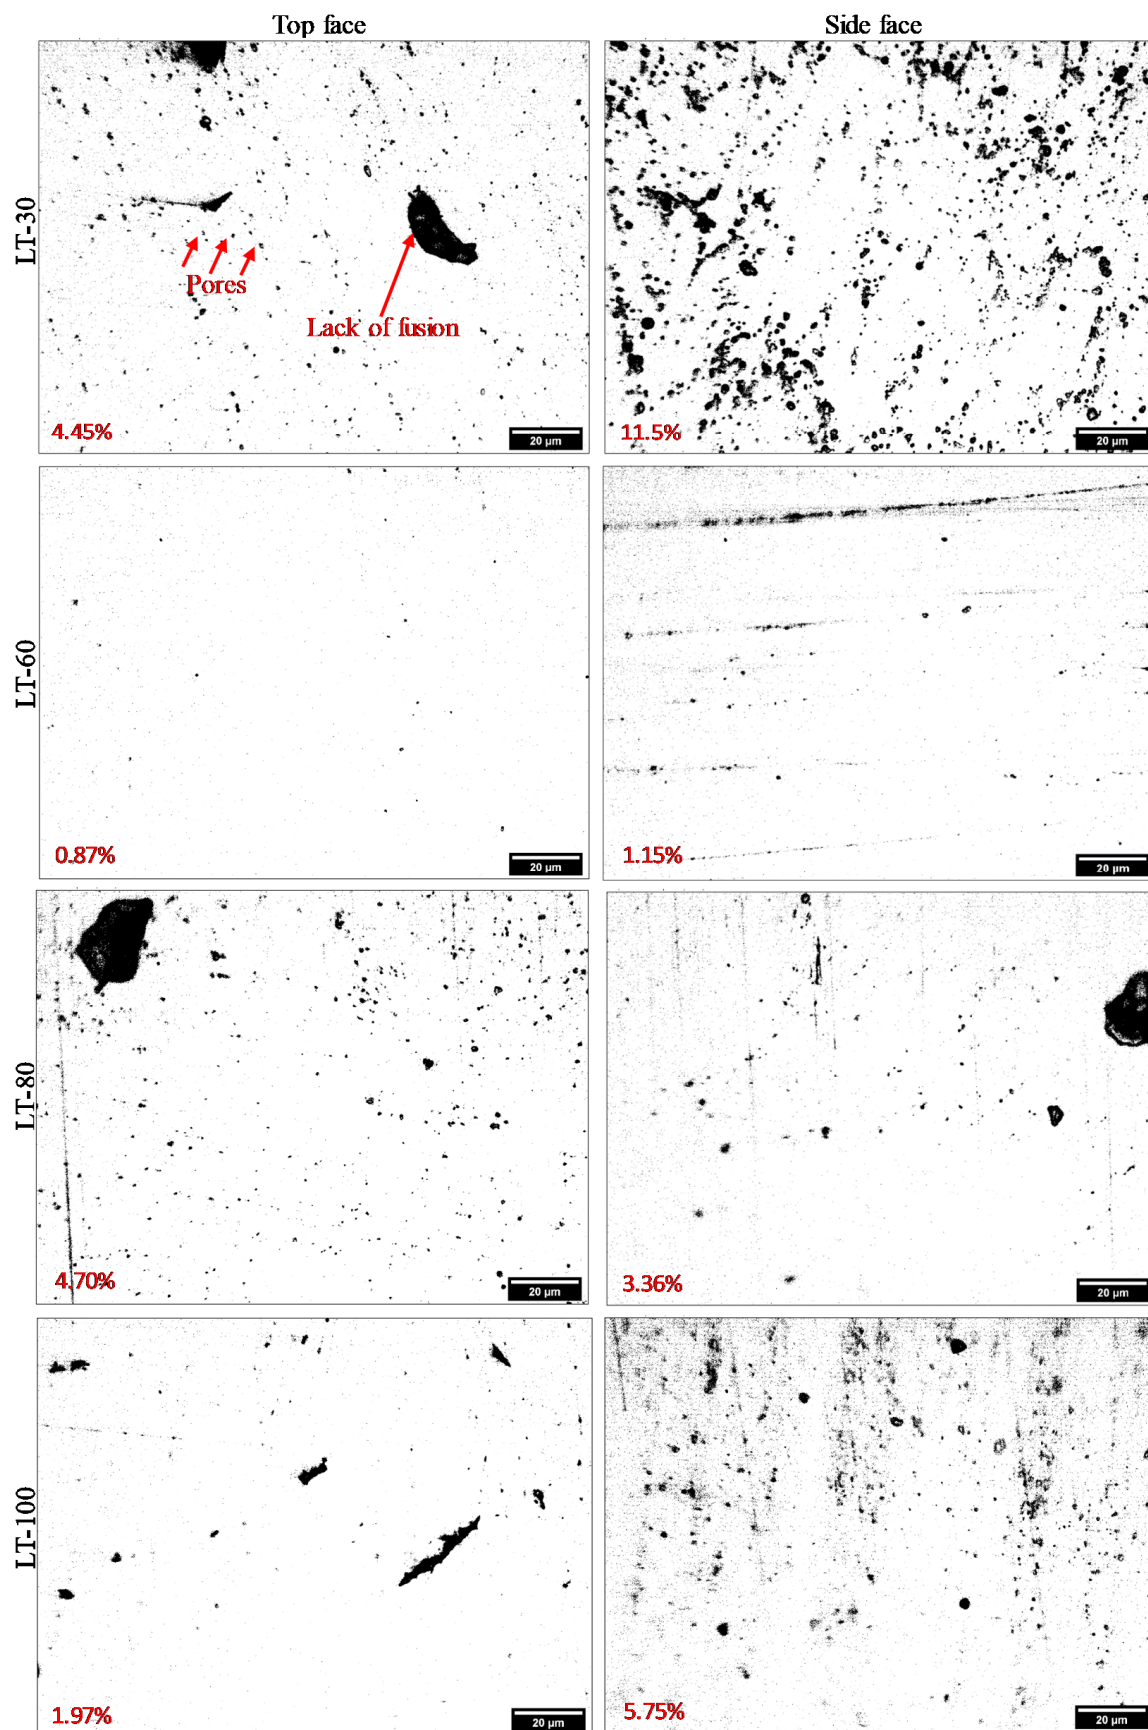 Top face
Side face
LT-30
Pores
Lack of fusion
4.45%
20 µm
11.5%
20 µm
LT-60
0.87%
20 µm
1.15%
20 µm
LT-80
4.70%
20 µm
3.36%
20 µm
LT-100
1.97%
20 µm
5.75%
20 µm